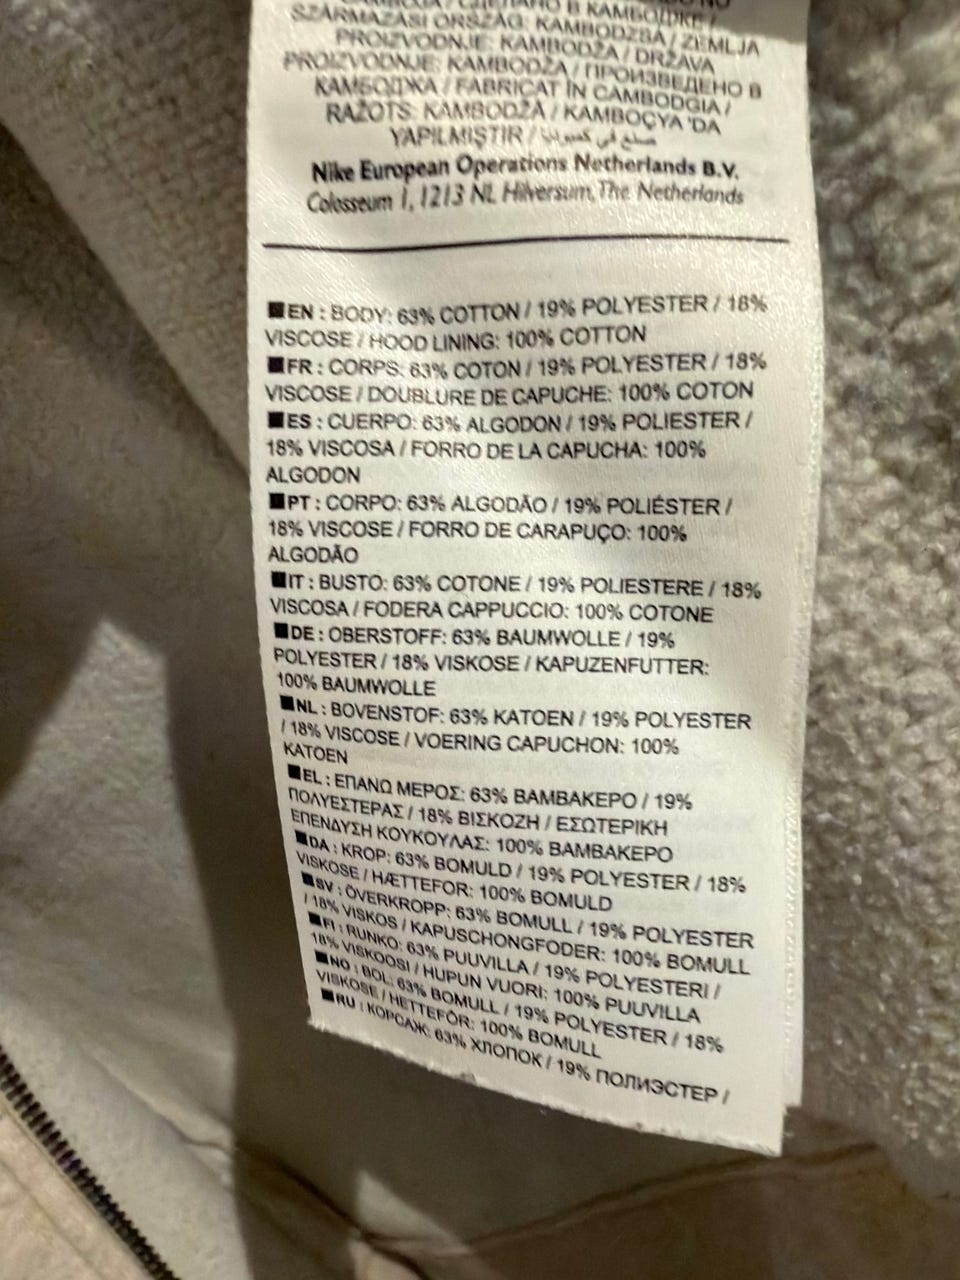 / СДЕЛАНО В КАМБОДЖЕ /
SZÁRMAZÁSI ORSZÁG: KAMBODZSA / ZEMLJA
PROIZVODNJE: KAMBODŽA / DRŽAVA
PROIZVODNJE: KAMBODŽA / ПРОИЗВЕДЕНО В
КАМБОДЖА / FABRICAT ÎN CAMBODGIA /
RAŽOTS: KAMBODŽĀ / KAMBOÇYA 'DA
YAPILMIŞTIR / صنع في كمبوديا
Nike European Operations Netherlands B.V.
Colosseum 1, 1213 NL Hilversum, The Netherlands
■EN : BODY: 63% COTTON / 19% POLYESTER / 18%
VISCOSE / HOOD LINING: 100% COTTON
■FR : CORPS: 63% COTON / 19% POLYESTER / 18%
VISCOSE / DOUBLURE DE CAPUCHE: 100% COTON
■ES : CUERPO: 63% ALGODON / 19% POLIESTER /
18% VISCOSA / FORRO DE LA CAPUCHA: 100%
ALGODON
■PT : CORPO: 63% ALGODÃO / 19% POLIÉSTER /
18% VISCOSE / FORRO DE CARAPUÇO: 100%
ALGODÃO
■IT : BUSTO: 63% COTONE / 19% POLIESTERE / 18%
VISCOSA / FODERA CAPPUCCIO: 100% COTONE
■DE : OBERSTOFF: 63% BAUMWOLLE / 19%
POLYESTER / 18% VISKOSE / KAPUZENFUTTER:
100% BAUMWOLLE
■NL : BOVENSTOF: 63% KATOEN / 19% POLYESTER
/ 18% VISCOSE / VOERING CAPUCHON: 100%
KATOEN
■EL : ΕΠΑΝΩ ΜΕΡΟΣ: 63% ΒΑΜΒΑΚΕΡΟ / 19%
ΠΟΛΥΕΣΤΕΡΑΣ / 18% ΒΙΣΚΟΖΗ / ΕΣΩΤΕΡΙΚΗ
ΕΠΕΝΔΥΣΗ ΚΟΥΚΟΥΛΑΣ: 100% ΒΑΜΒΑΚΕΡΟ
■DA : KROP: 63% BOMULD / 19% POLYESTER / 18%
VISKOSE / HÆTTEFOR: 100% BOMULD
■SV : ÖVERKROPP: 63% BOMULL / 19% POLYESTER
/ 18% VISKOS / KAPUSCHONGFODER: 100% BOMULL
■FI : RUNKO: 63% PUUVILLA / 19% POLYESTERI /
18% VISKOOSI / HUPUN VUORI: 100% PUUVILLA
■NO : BOL: 63% BOMULL / 19% POLYESTER / 18%
VISKOSE / HETTEFÔR: 100% BOMULL
■RU : КОРСАЖ: 63% ХЛОПОК / 19% ПОЛИЭСТЕР /